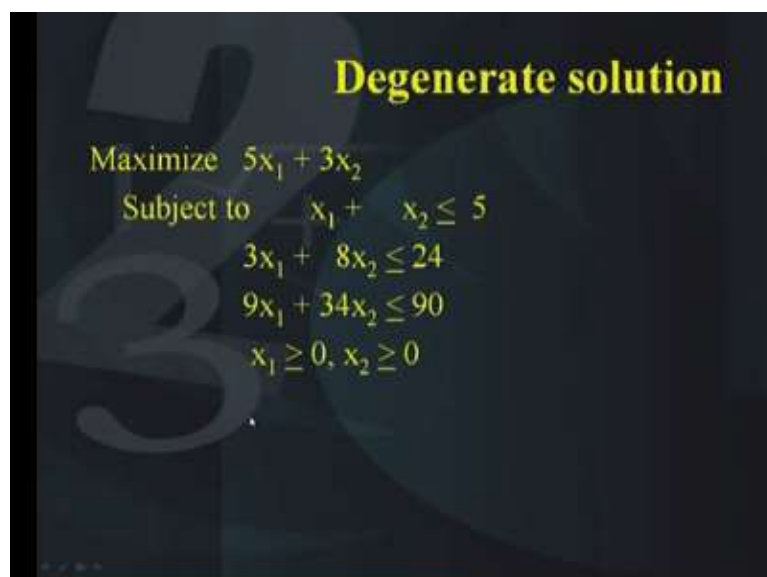 Degenerate solution
Maximize 5x₁ + 3x₂
Subject to x₁ + x₂ ≤ 5
3x₁ + 8x₂ ≤ 24
9x₁ + 34x₂ ≤ 90
x₁ ≥ 0, x₂ ≥ 0